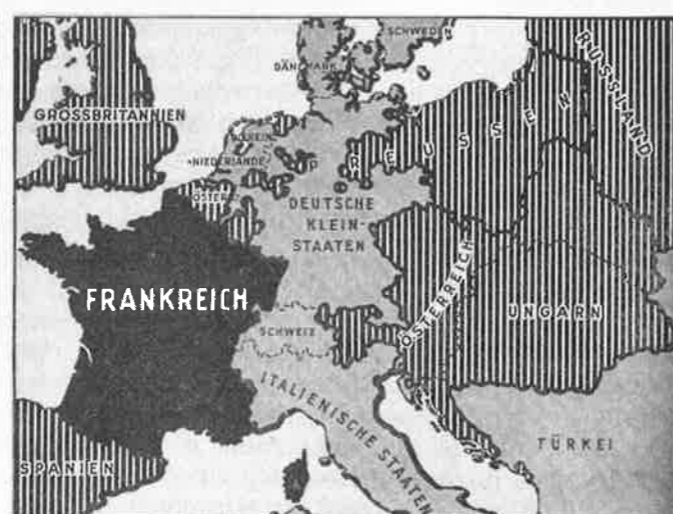 SCHWEDEN
DÄNEMARK
RUSSLAND
GROSSBRITANNIEN
PREUSSEN
NIEDERLANDE
DEUTSCHE
KLEIN-
STAATEN
FRANKREICH
ÖSTERREICH
UNGARN
SCHWEIZ
ITALIENISCHE STAATEN
TÜRKEI
SPANIEN